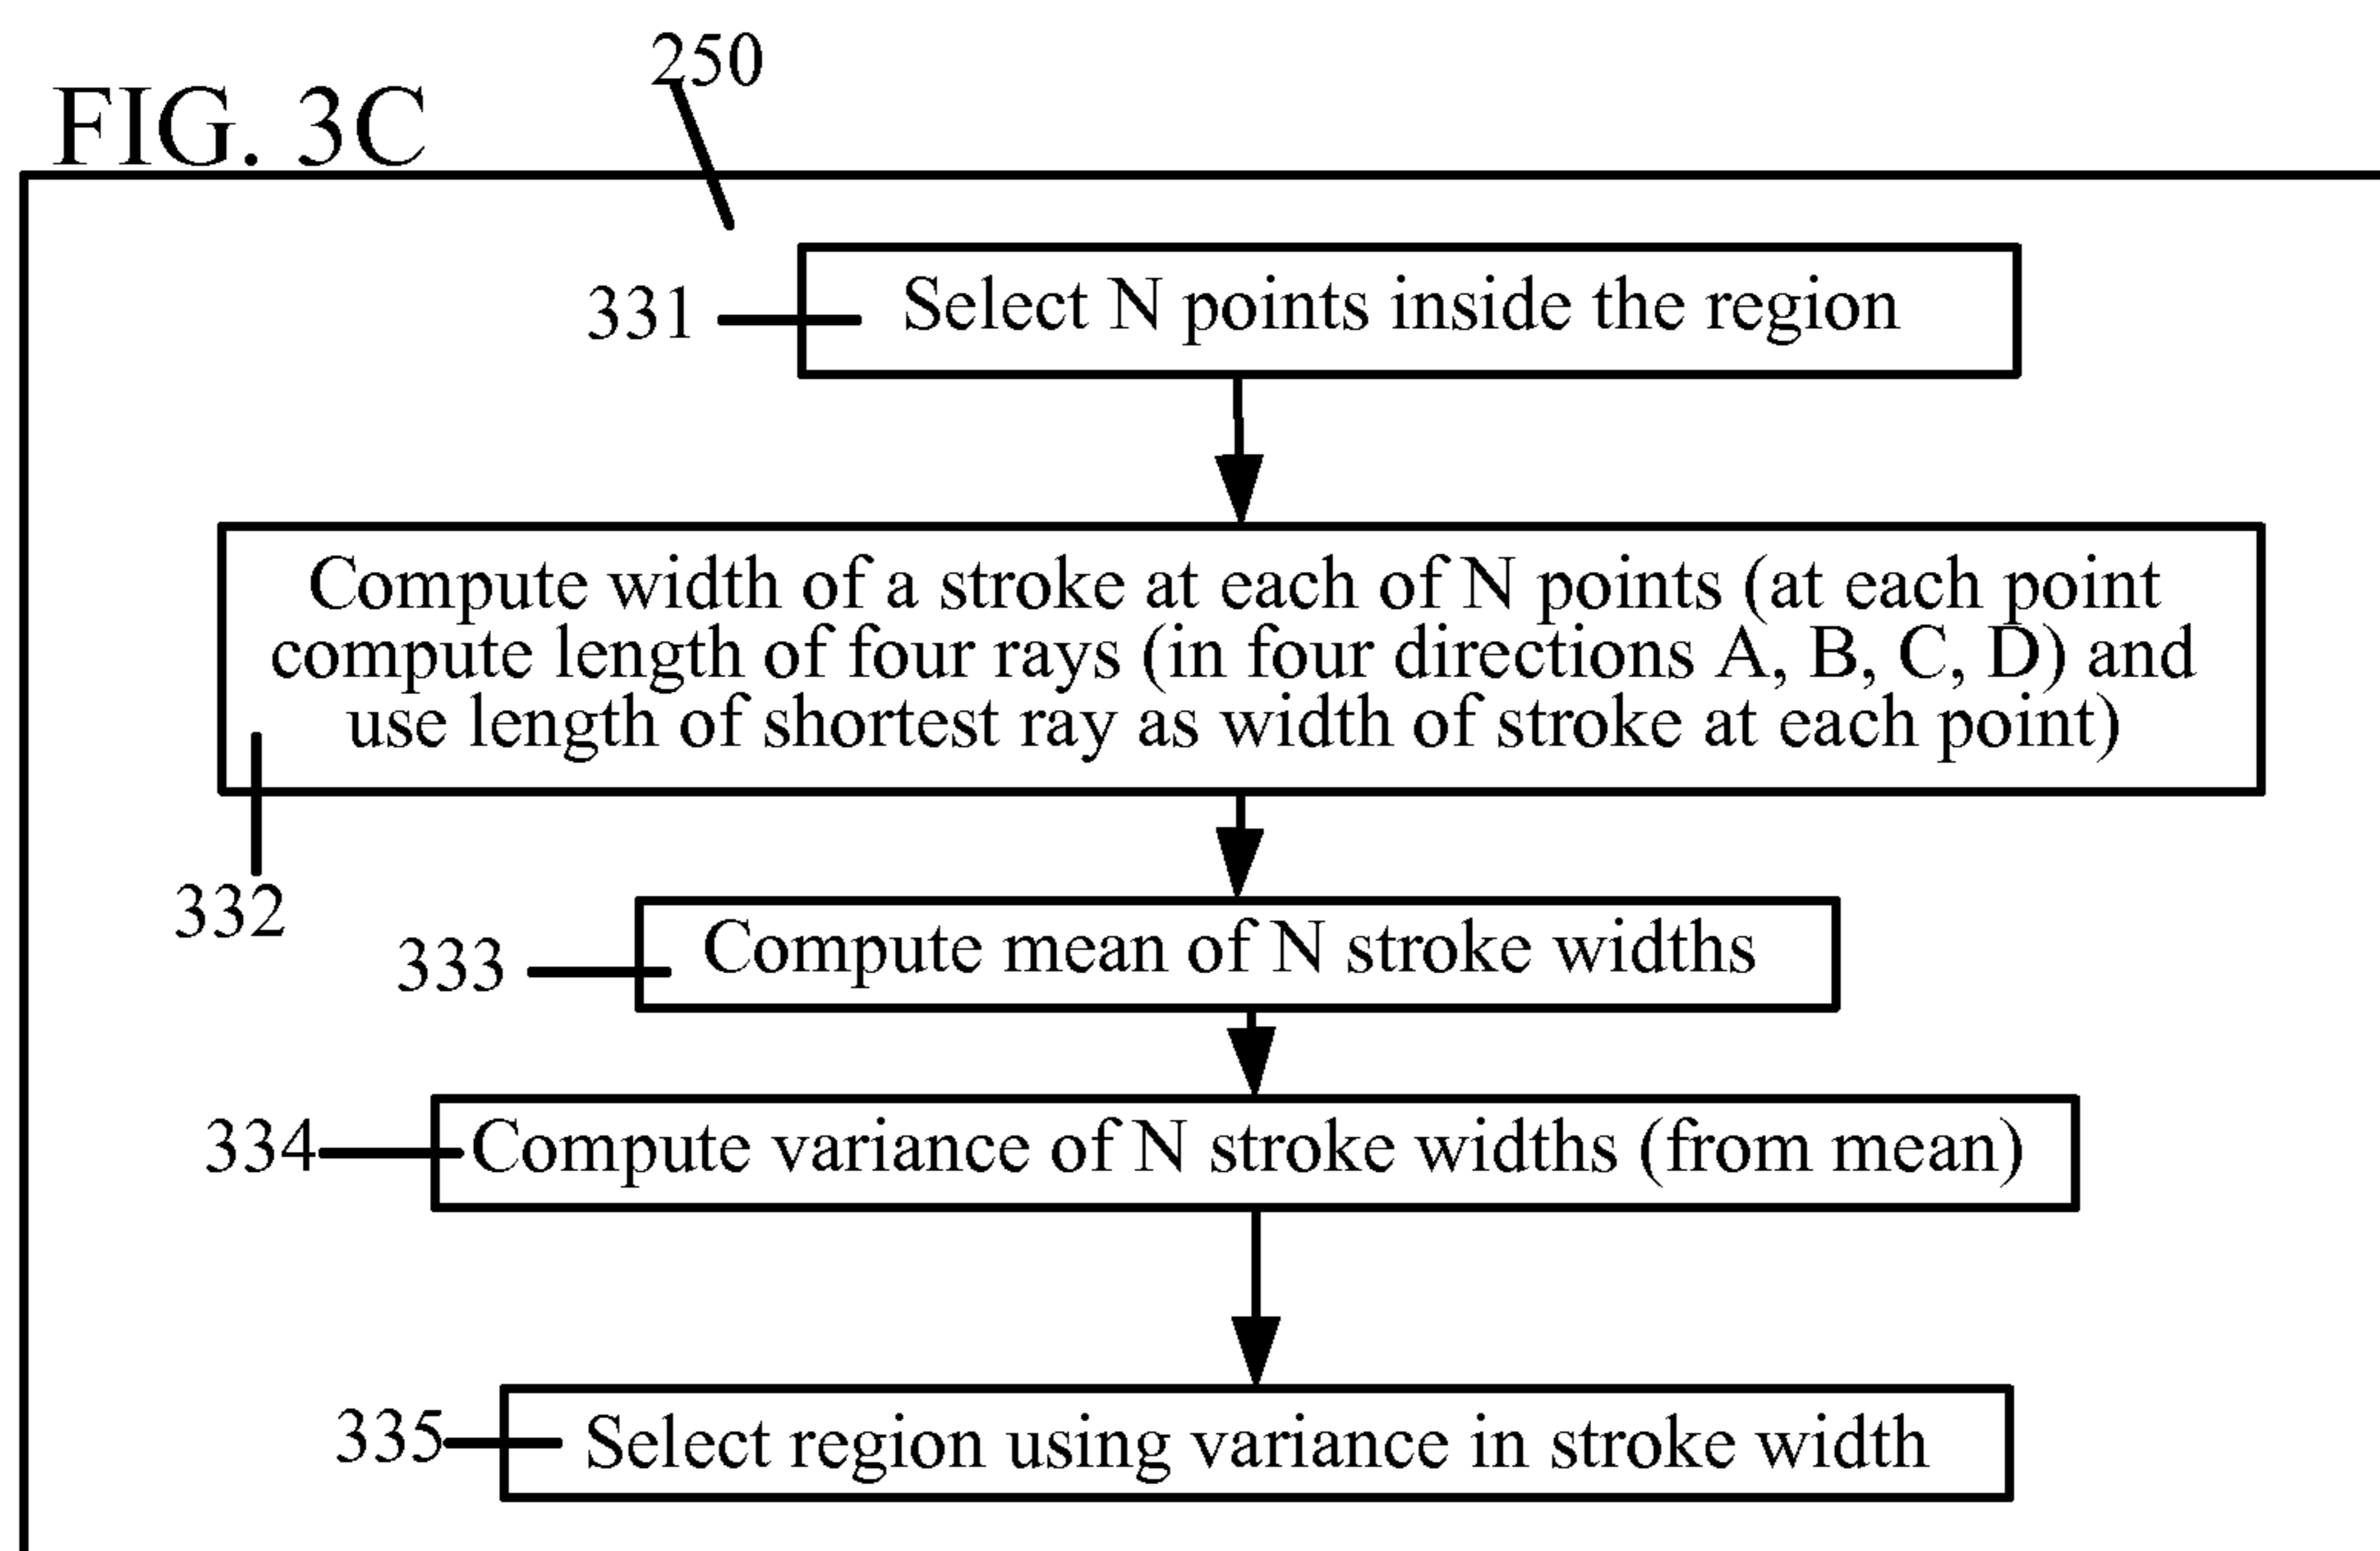 250
FIG. 3C
331
Select N points inside the region
Compute width of a stroke at each of N points (at each point
compute length of four rays (in four directions A, B, C, D) and
use length of shortest ray as width of stroke at each point)
332
333
Compute mean of N stroke widths
334
Compute variance of N stroke widths (from mean)
335
Select region using variance in stroke width